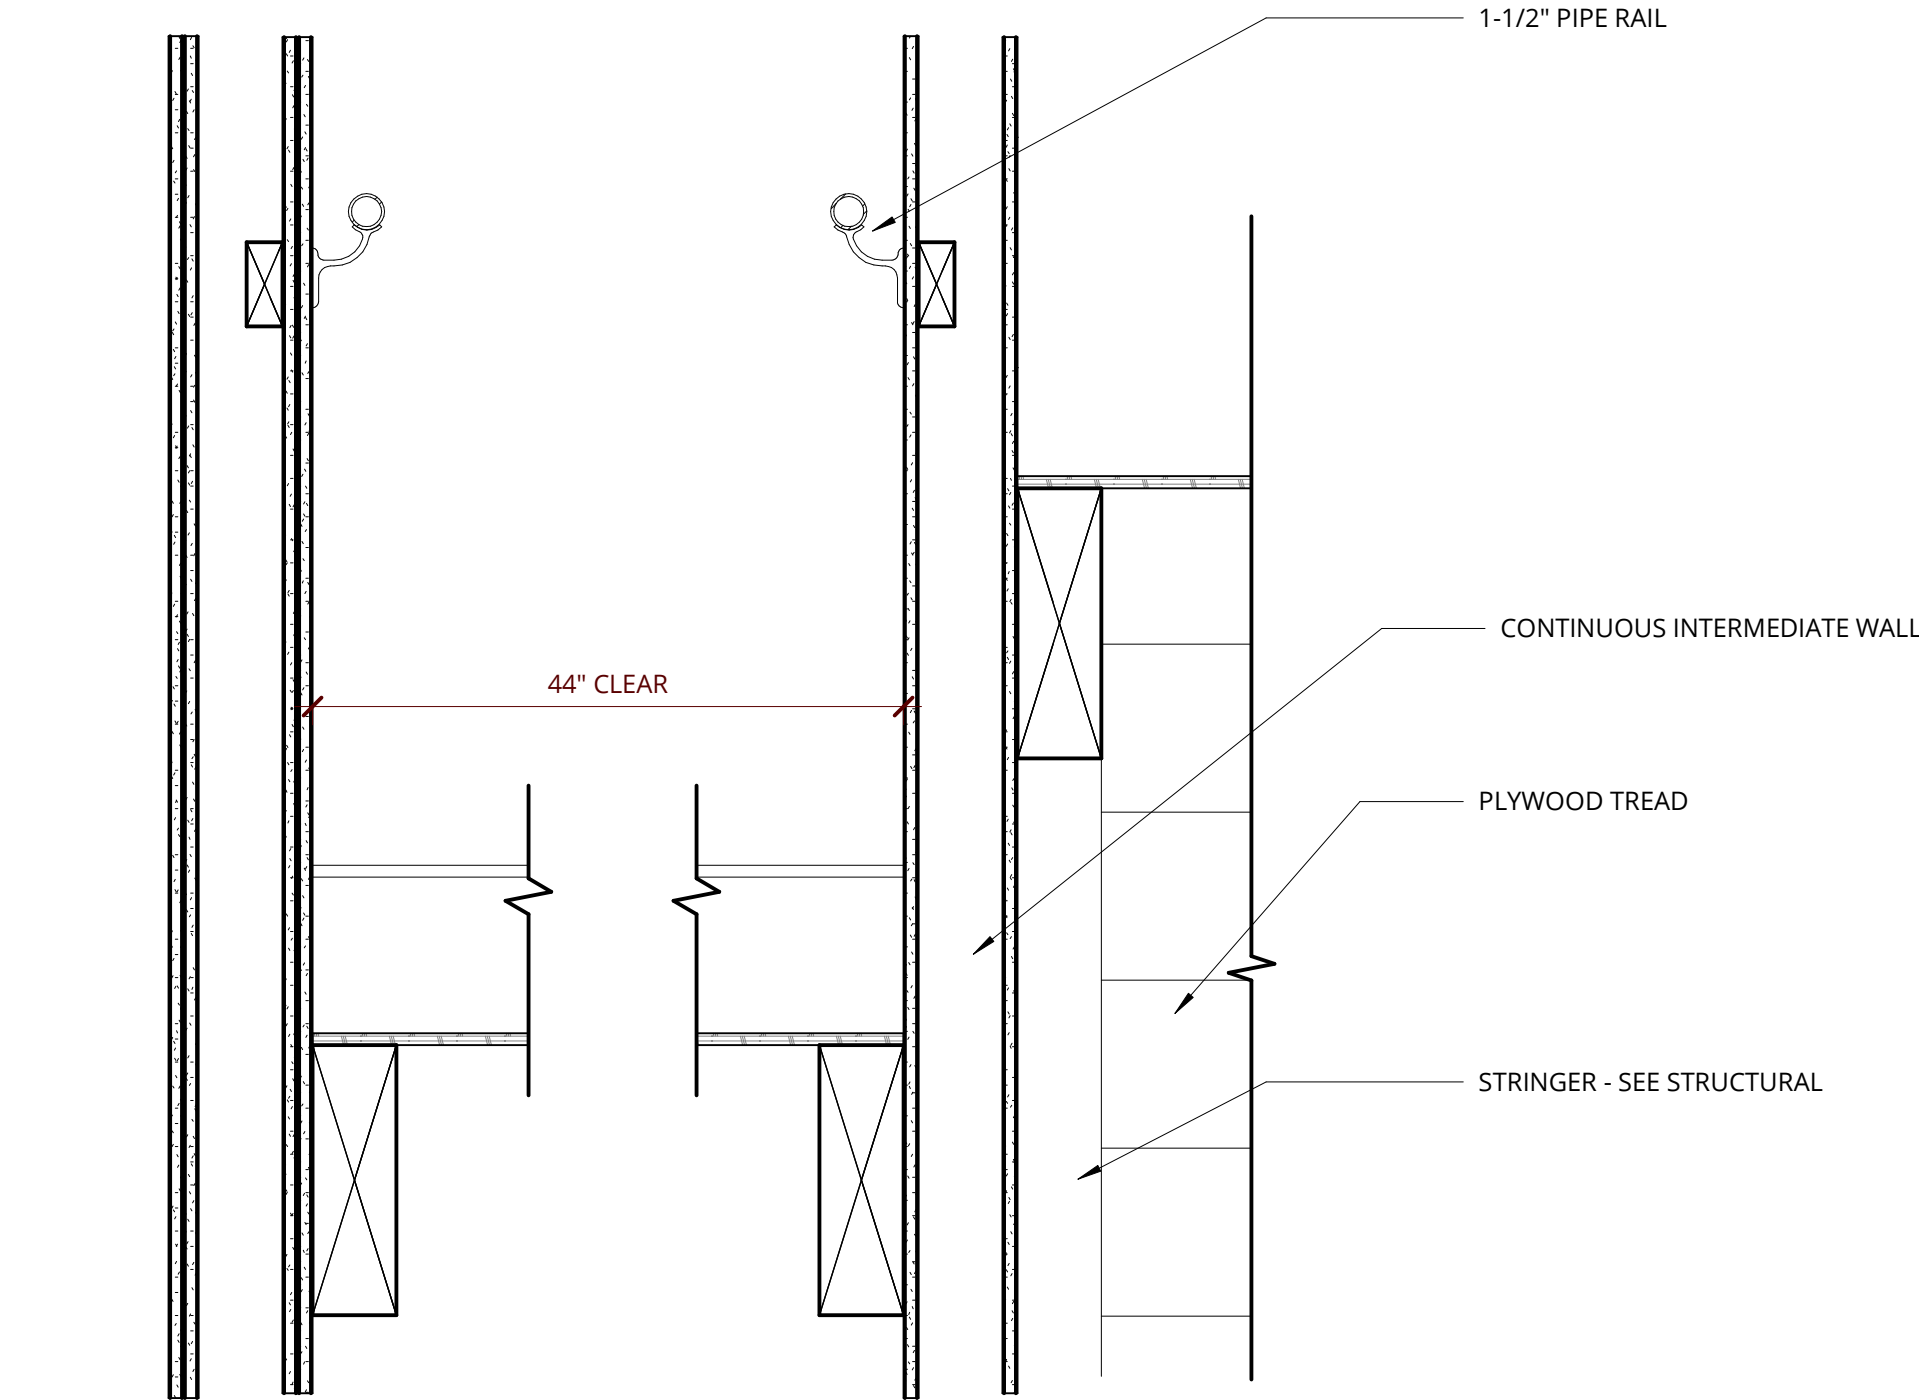 1-1/2" PIPE RAIL
CONTINUOUS INTERMEDIATE WALL
44" CLEAR
PLYWOOD TREAD
STRINGER - SEE STRUCTURAL